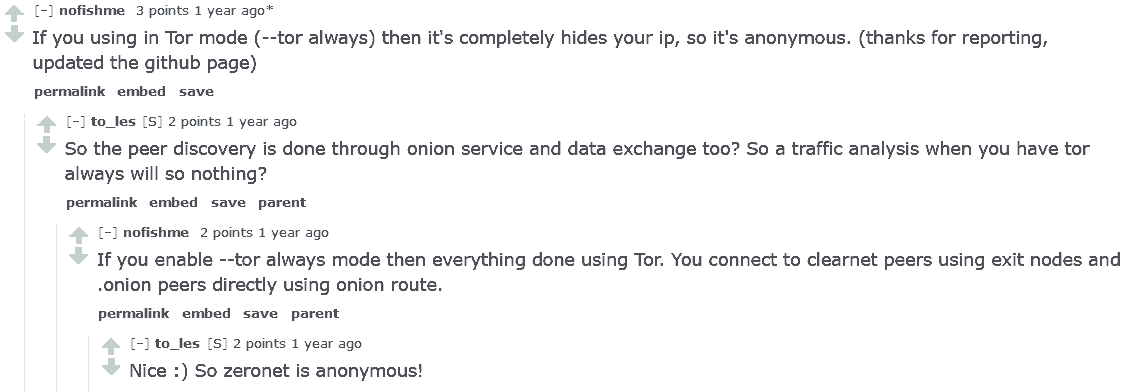 [-] nofishme 3 points 1 year ago*
If you using in Tor mode (--tor always) then it's completely hides your ip, so it's anonymous. (thanks for reporting,
updated the github page)
permalink embed save
[-] to_les [S] 2 points 1 year ago
So the peer discovery is done through onion service and data exchange too? So a traffic analysis when you have tor
always will so nothing?
permalink embed save parent
[-] nofishme 2 points 1 year ago
If you enable --tor always mode then everything done using Tor. You connect to clearnet peers using exit nodes and
.onion peers directly using onion route.
permalink embed save parent
[-] to_les [S] 2 points 1 year ago
Nice :) So zeronet is anonymous!